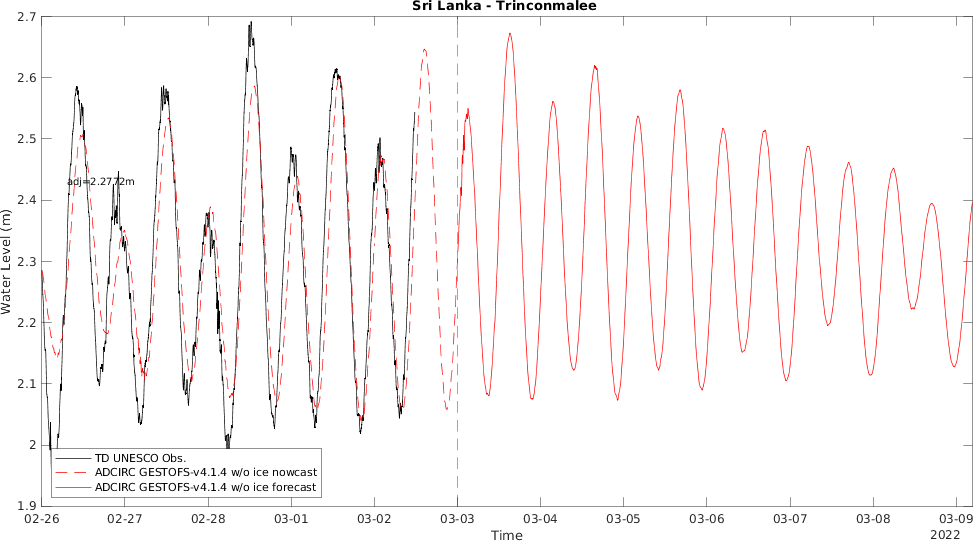 Sri Lanka - Trinconmalee
Water Level (m)
2.7
2.6
2.5
2.4
2.3
2.2
2.1
2
1.9
adj=2.2772m
TD UNESCO Obs.
ADCIRC GESTOFS-v4.1.4 w/o ice nowcast
ADCIRC GESTOFS-v4.1.4 w/o ice forecast
02-26 02-27 02-28 03-01 03-02 03-03 03-04 03-05 03-06 03-07 03-08 03-09
Time
2022